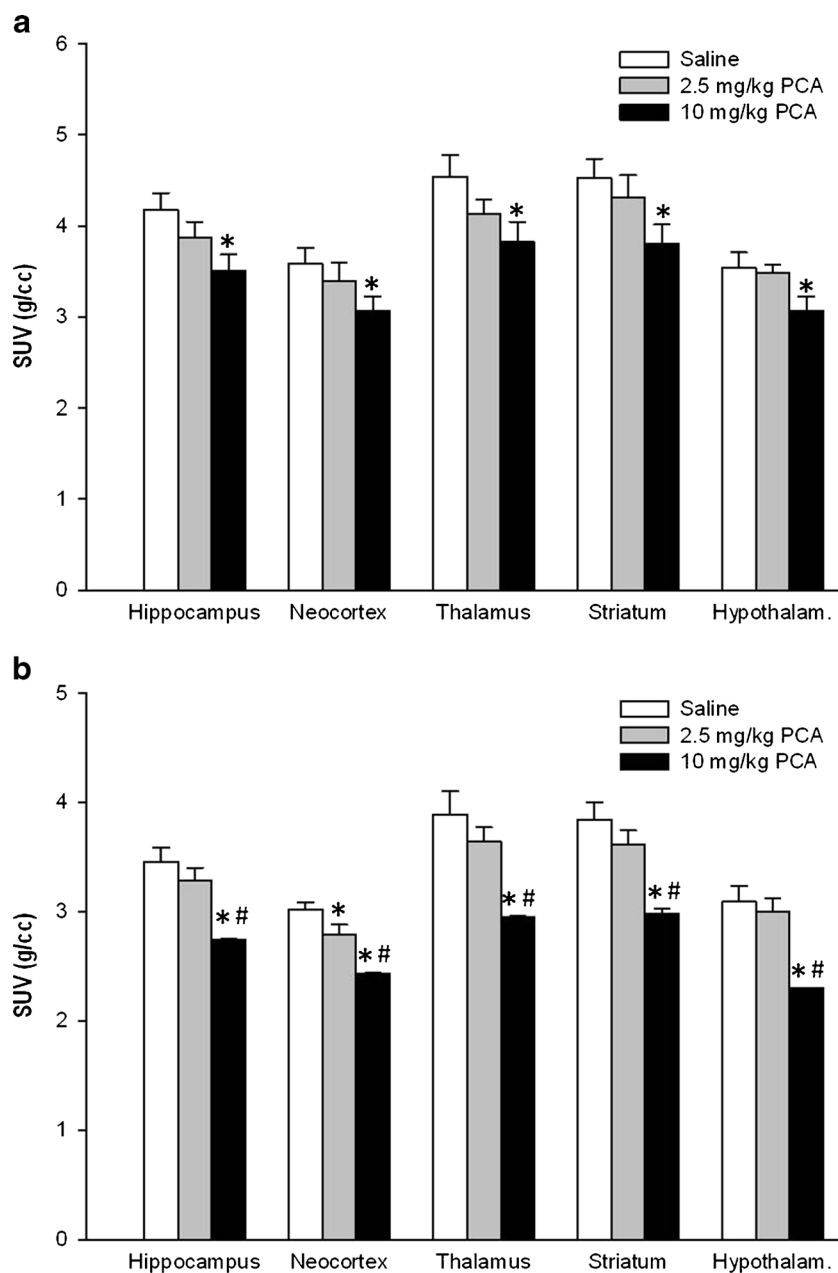 a
6
Saline
2.5 mg/kg PCA
10 mg/kg PCA
5
4
* * * * *
3
SUV (g/cc)
2
1
0
Hippocampus Neocortex Thalamus Striatum Hypothalam.
b
5
Saline
2.5 mg/kg PCA
10 mg/kg PCA
4
3
* # * * # * # * # * #
SUV (g/cc)
2
1
0
Hippocampus Neocortex Thalamus Striatum Hypothalam.